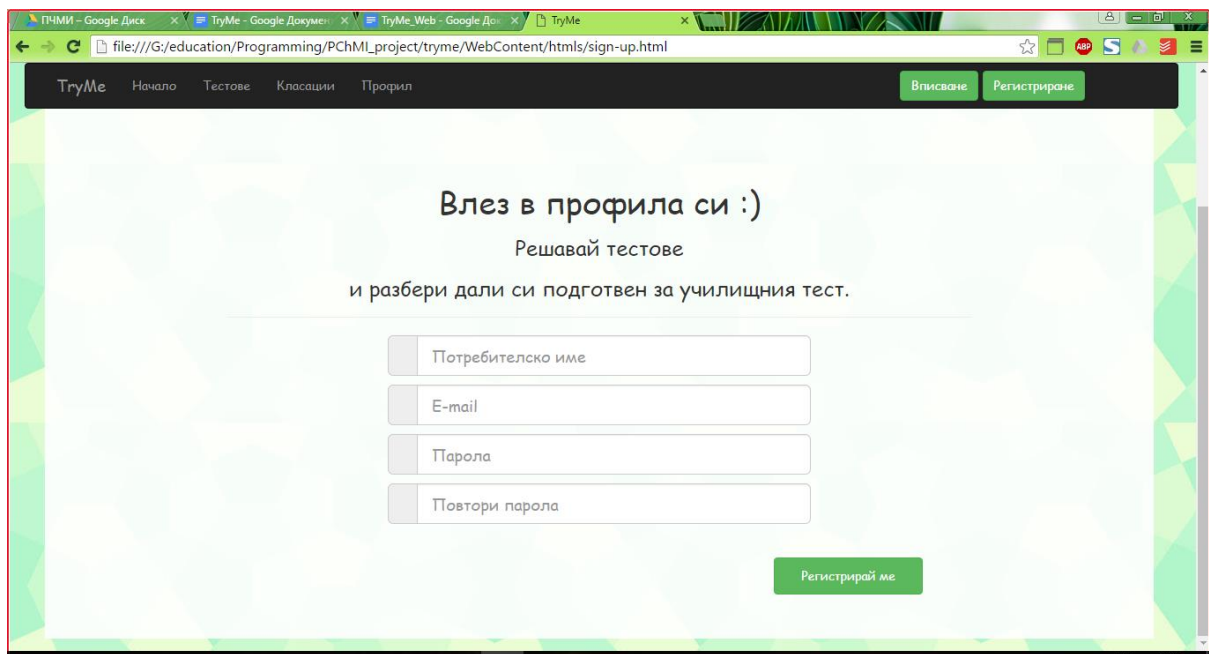 ПЧМИ – Google Диск
TryMe - Google Докумен
TryMe_Web - Google Док
TryMe
file:///G:/education/Programming/PChMI_project/tryme/WebContent/htmls/sign-up.html
ABP
S
TryMe Начало Тестове Класации Профил Вписване Регистриране
Влез в профила си :)
Решавай тестове
и разбери дали си подготвен за училищния тест.
Потребителско име
E-mail
Парола
Повтори парола
Регистрирай ме